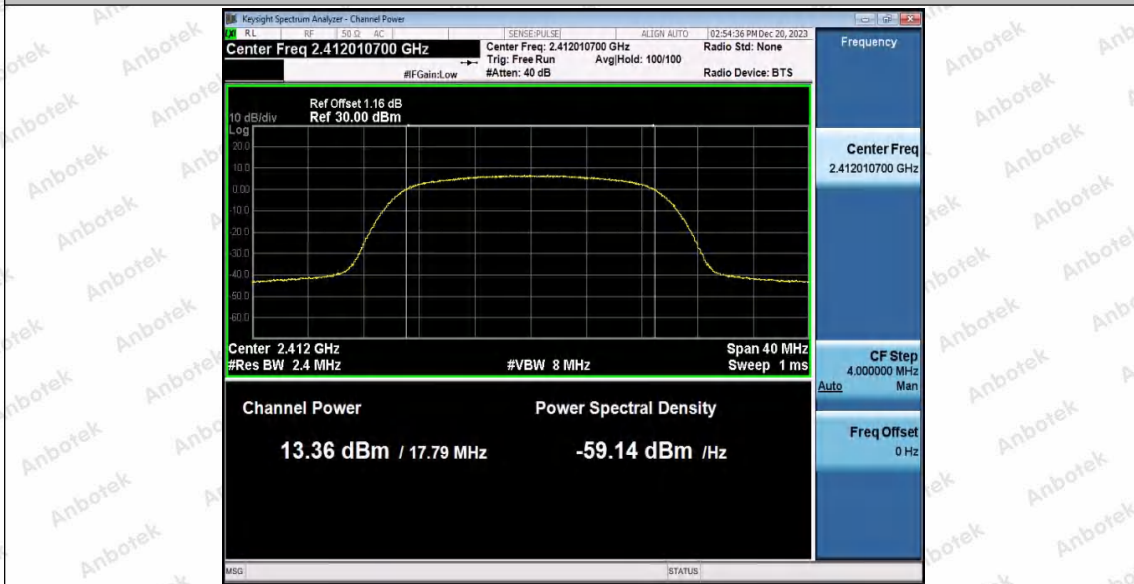 Keysight Spectrum Analyzer - Channel Power
RL RF 50 Ω AC SENSE:PULSE ALIGN AUTO 02:54:36 PM Dec 20, 2023
Center Freq 2.412010700 GHz
Center Freq: 2.412010700 GHz
Radio Std: None
Trig: Free Run Avg|Hold: 100/100
#IFGain:Low #Atten: 40 dB
Radio Device: BTS
Frequency
Ref Offset 1.16 dB
10 dB/div Ref 30.00 dBm
Log
20.0
10.0
0.00
-10.0
-20.0
-30.0
-40.0
-50.0
-60.0
Center 2.412 GHz Span 40 MHz
#Res BW 2.4 MHz #VBW 8 MHz Sweep 1 ms
Channel Power Power Spectral Density
13.36 dBm / 17.79 MHz -59.14 dBm /Hz
Center Freq
2.412010700 GHz
CF Step
4.000000 MHz
Auto Man
Freq Offset
0 Hz
MSG STATUS
Anbotek